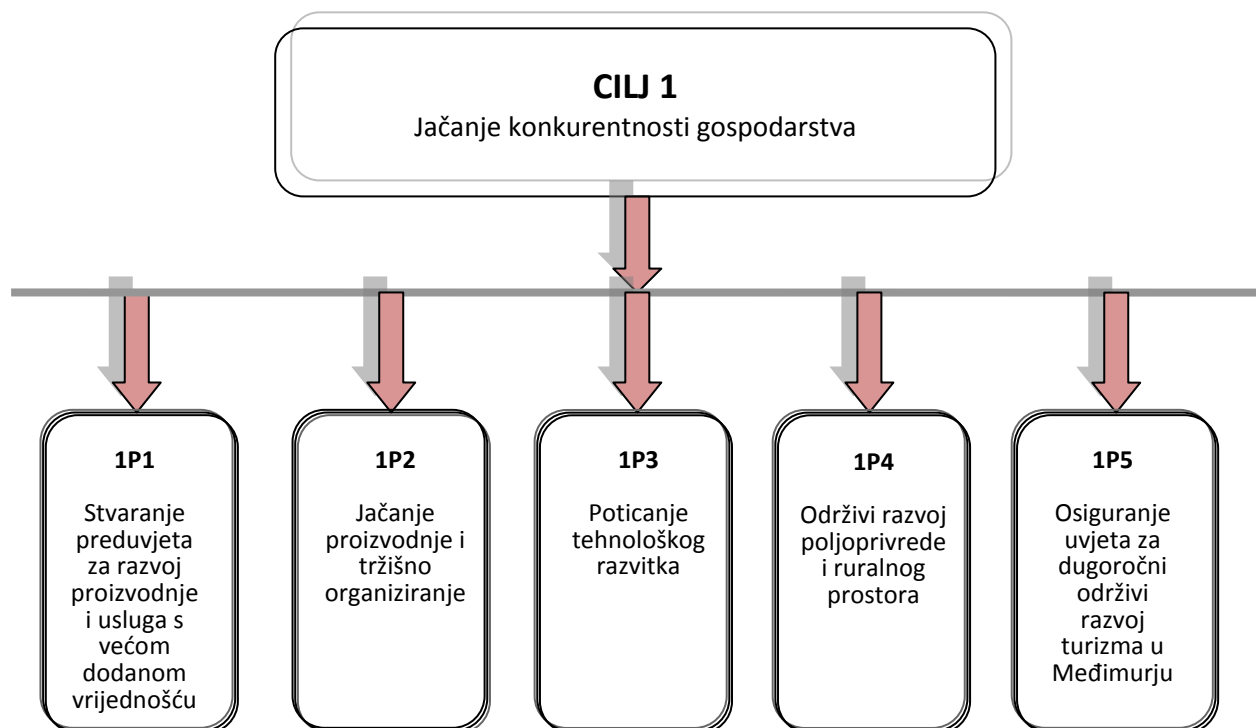 CILJ 1
Jačanje konkurentnosti gospodarstva
1P1
Stvaranje
preduvjeta
za razvoj
proizvodnje
i usluga s
većom
dodanom
vrijednošću
1P2
Jačanje
proizvodnje i
tržišno
organiziranje
1P3
Poticanje
tehnološkog
razvitka
1P4
Održivi razvoj
poljoprivrede
i ruralnog
prostora
1P5
Osiguranje
uvjeta za
dugoročni
održivi
razvoj
turizma u
Međimurju